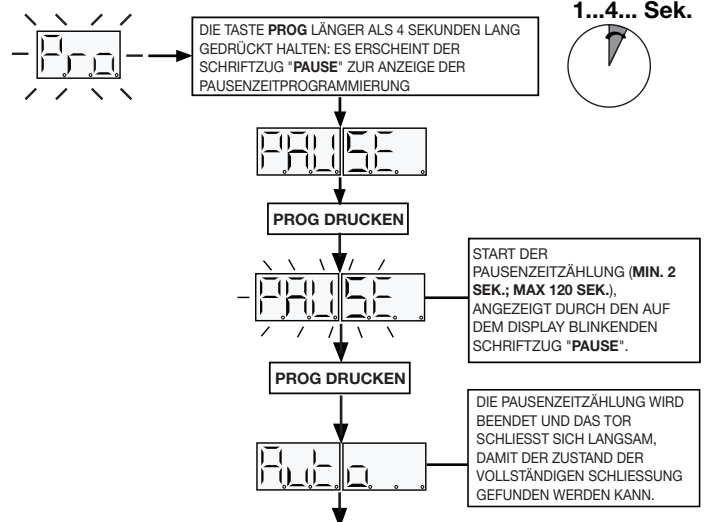 1...4... Sek.
Pro
DIE TASTE PROG LÄNGER ALS 4 SEKUNDEN LANG
GEDRÜCKT HALTEN: ES ERSCHEINT DER
SCHRIFTZUG "PAUSE" ZUR ANZEIGE DER
PAUSENZEITPROGRAMMIERUNG
PAUSE
PROG DRUCKEN
PAUSE
START DER
PAUSENZEITZÄHLUNG (MIN. 2
SEK.; MAX 120 SEK.),
ANGEZEIGT DURCH DEN AUF
DEM DISPLAY BLINKENDEN
SCHRIFTZUG "PAUSE".
PROG DRUCKEN
Auto
DIE PAUSENZEITZÄHLUNG WIRD
BEENDET UND DAS TOR
SCHLIESST SICH LANGSAM,
DAMIT DER ZUSTAND DER
VOLLSTÄNDIGEN SCHLIESSUNG
GEFUNDEN WERDEN KANN.